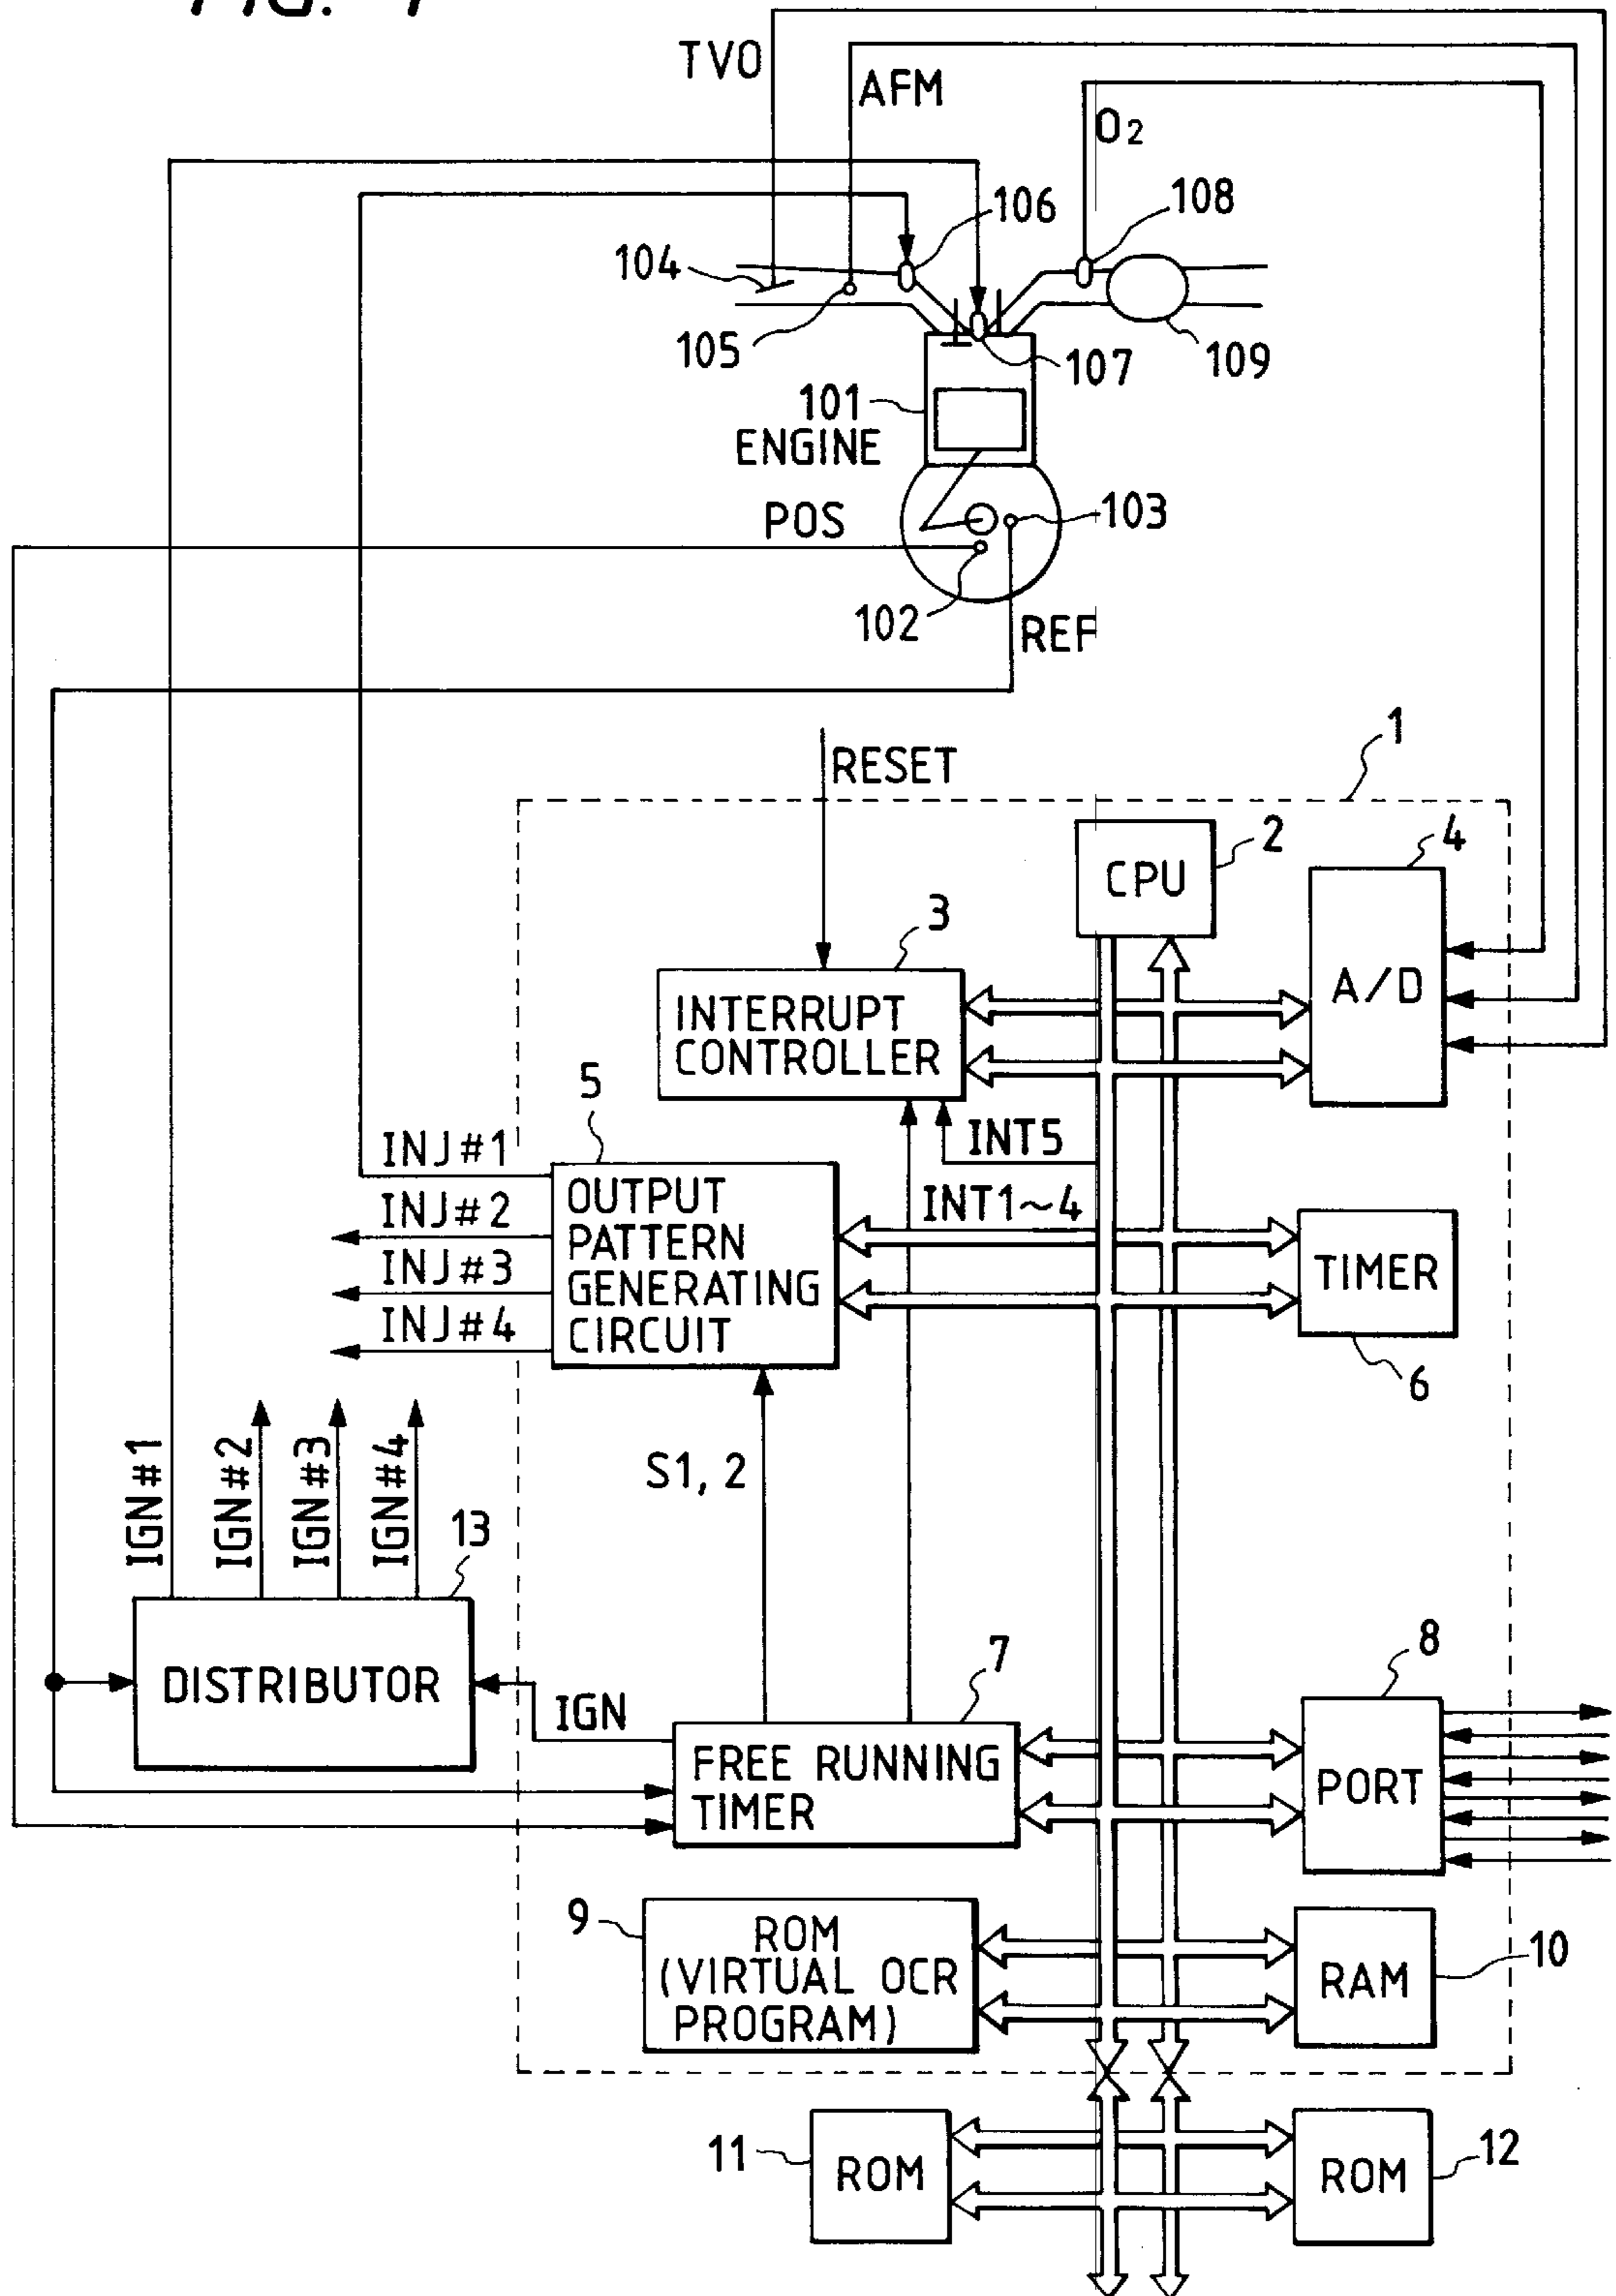 TVO
AFM
O2
106
108
104
105
107
109
101
ENGINE
POS
103
102
REF
1
RESET
2
CPU
4
A/D
3
INTERRUPT
CONTROLLER
INT5
INT1~4
5
INJ#1
INJ#2
INJ#3
INJ#4
OUTPUT
PATTERN
GENERATING
CIRCUIT
TIMER
6
S1, 2
IGN#1
IGN#2
IGN#3
IGN#4
13
DISTRIBUTOR
IGN
7
FREE RUNNING
TIMER
8
PORT
9
ROM
(VIRTUAL OCR
PROGRAM)
10
RAM
11
ROM
12
ROM